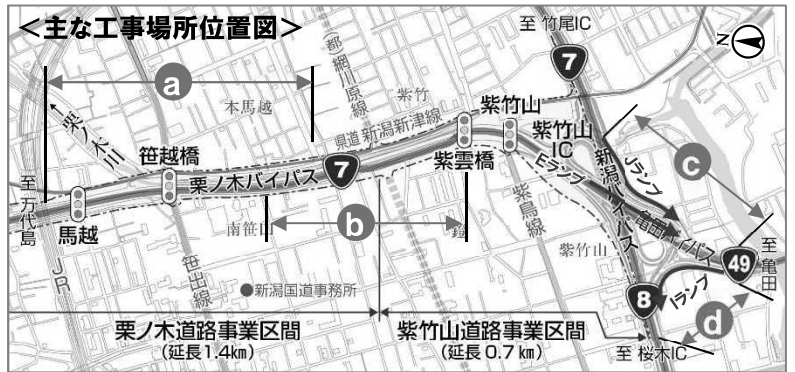 <主な工事場所位置図>
a
至 竹尾IC
N
7
(都)網川原線
紫竹
本馬越
栗ノ木川
県道 新潟新津線
紫竹山
紫竹山IC
Eランプ
新潟バイパス
Jランプ
c
笹越橋
紫雲橋
至 万代島
栗ノ木バイパス
7
馬越
亀田バイパス
至 亀田
49
南笹山
b
鐙
紫鳥線
紫竹山
Iランプ
8
JR
笹出線
新潟国道事務所
d
栗ノ木道路事業区間
(延長1.4km)
紫竹山道路事業区間
(延長 0.7 km)
至 桜木IC